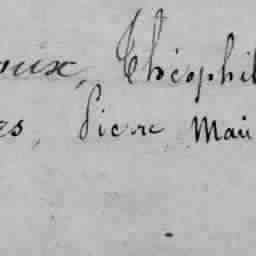 oux, Théophil
es, Pierre, Mau